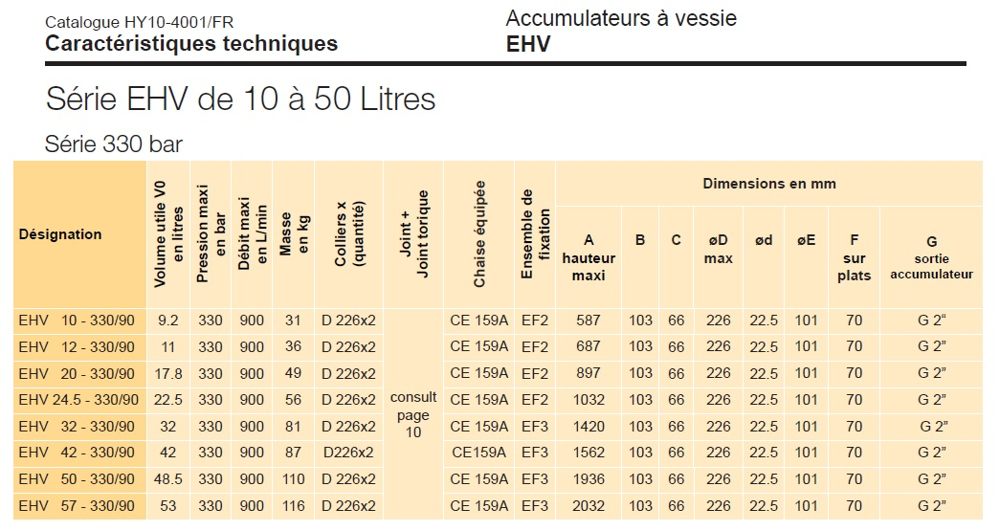 Catalogue HY10-4001/FR
Caractéristiques techniques
Accumulateurs à vessie
EHV
Série EHV de 10 à 50 Litres
Série 330 bar
Désignation
Volume utile V0
en litres
Pression maxi
en bar
Débit maxi
en L/min
Masse
en kg
Colliers x
(quantité)
Joint +
Joint torique
Chaise équipée
Ensemble de
fixation
Dimensions en mm
A
hauteur
maxi
B
C
øD
max
ød
øE
F
sur
plats
G
sortie
accumulateur
EHV 10 - 330/90 9.2 330 900 31 D 226x2 CE 159A EF2 587 103 66 226 22.5 101 70 G 2“
EHV 12 - 330/90 11 330 900 36 D 226x2 CE 159A EF2 687 103 66 226 22.5 101 70 G 2”
EHV 20 - 330/90 17.8 330 900 49 D 226x2 CE 159A EF2 897 103 66 226 22.5 101 70 G 2”
EHV 24.5 - 330/90 22.5 330 900 56 D 226x2 CE 159A EF2 1032 103 66 226 22.5 101 70 G 2”
consult
page
10
EHV 32 - 330/90 32 330 900 81 D 226x2 CE 159A EF3 1420 103 66 226 22.5 101 70 G 2”
EHV 42 - 330/90 42 330 900 87 D226x2 CE159A EF3 1562 103 66 226 22.5 101 70 G 2”
EHV 50 - 330/90 48.5 330 900 110 D 226x2 CE 159A EF3 1936 103 66 226 22.5 101 70 G 2”
EHV 57 - 330/90 53 330 900 116 D 226x2 CE 159A EF3 2032 103 66 226 22.5 101 70 G 2”